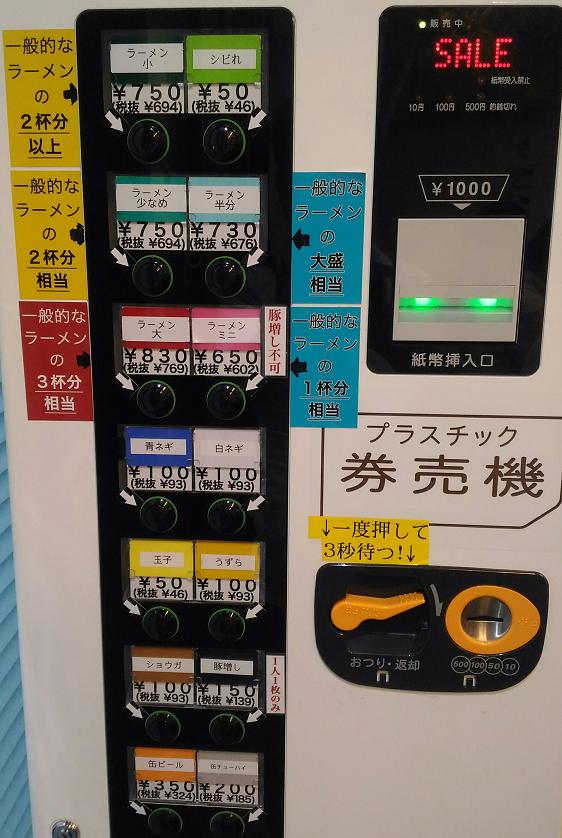 一般的な
ラーメン
の
2杯分
以上
ラーメン
小
¥750
(税抜 ¥694)
シビれ
¥50
(税抜 ¥46)
一般的な
ラーメン
の
2杯分
相当
ラーメン
少なめ
¥750
(税抜 ¥694)
ラーメン
半分
¥730
(税抜 ¥676)
一般的な
ラーメン
の
大盛
相当
一般的な
ラーメン
の
3杯分
相当
ラーメン
大
¥830
(税抜 ¥769)
ラーメン
ミニ
¥650
(税抜 ¥602)
豚増し不可
一般的な
ラーメン
の
1杯分
相当
青ネギ
¥100
(税抜 ¥93)
白ネギ
¥100
(税抜 ¥93)
玉子
¥50
(税抜 ¥46)
うずら
¥100
(税抜 ¥93)
ショウガ
¥100
(税抜 ¥93)
豚増し
¥150
(税抜 ¥139)
1人1枚のみ
缶ビール
¥350
(税抜 ¥324)
缶チューハイ
¥200
(税抜 ¥185)
販売中
SALE
紙幣受入禁止
10円 100円 500円 釣銭切れ
¥1000
紙幣挿入口
プラスチック
券売機
↓一度押して
3秒待つ!↓
おつり・返却
500 100 50 10